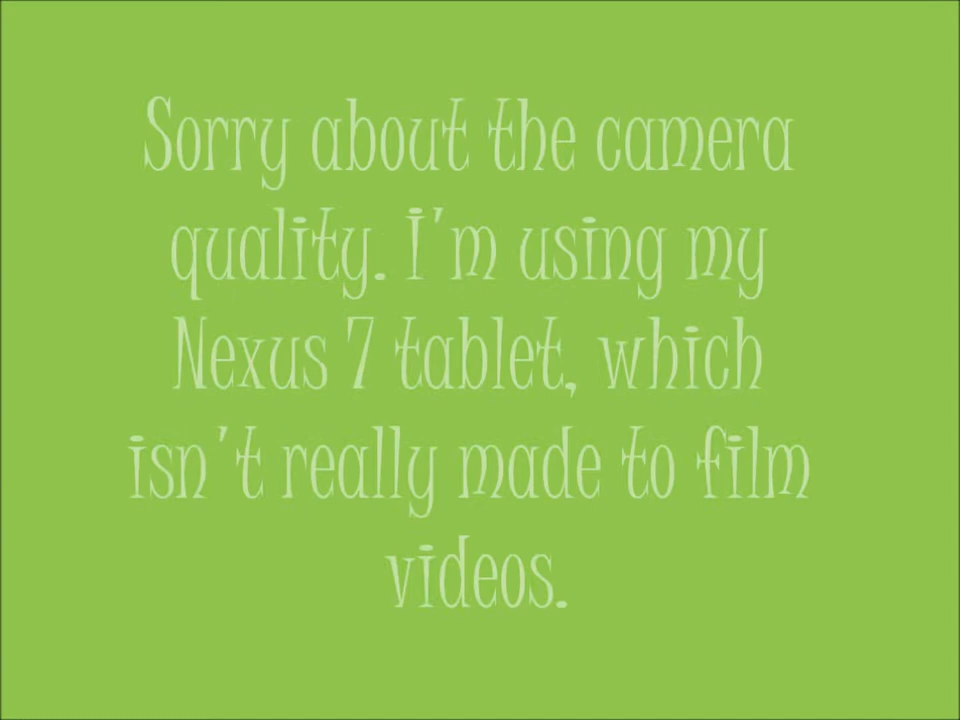 Sorry about the camera
quality. I'm using my
Nexus 7 tablet, which
isn't really made to film
videos.